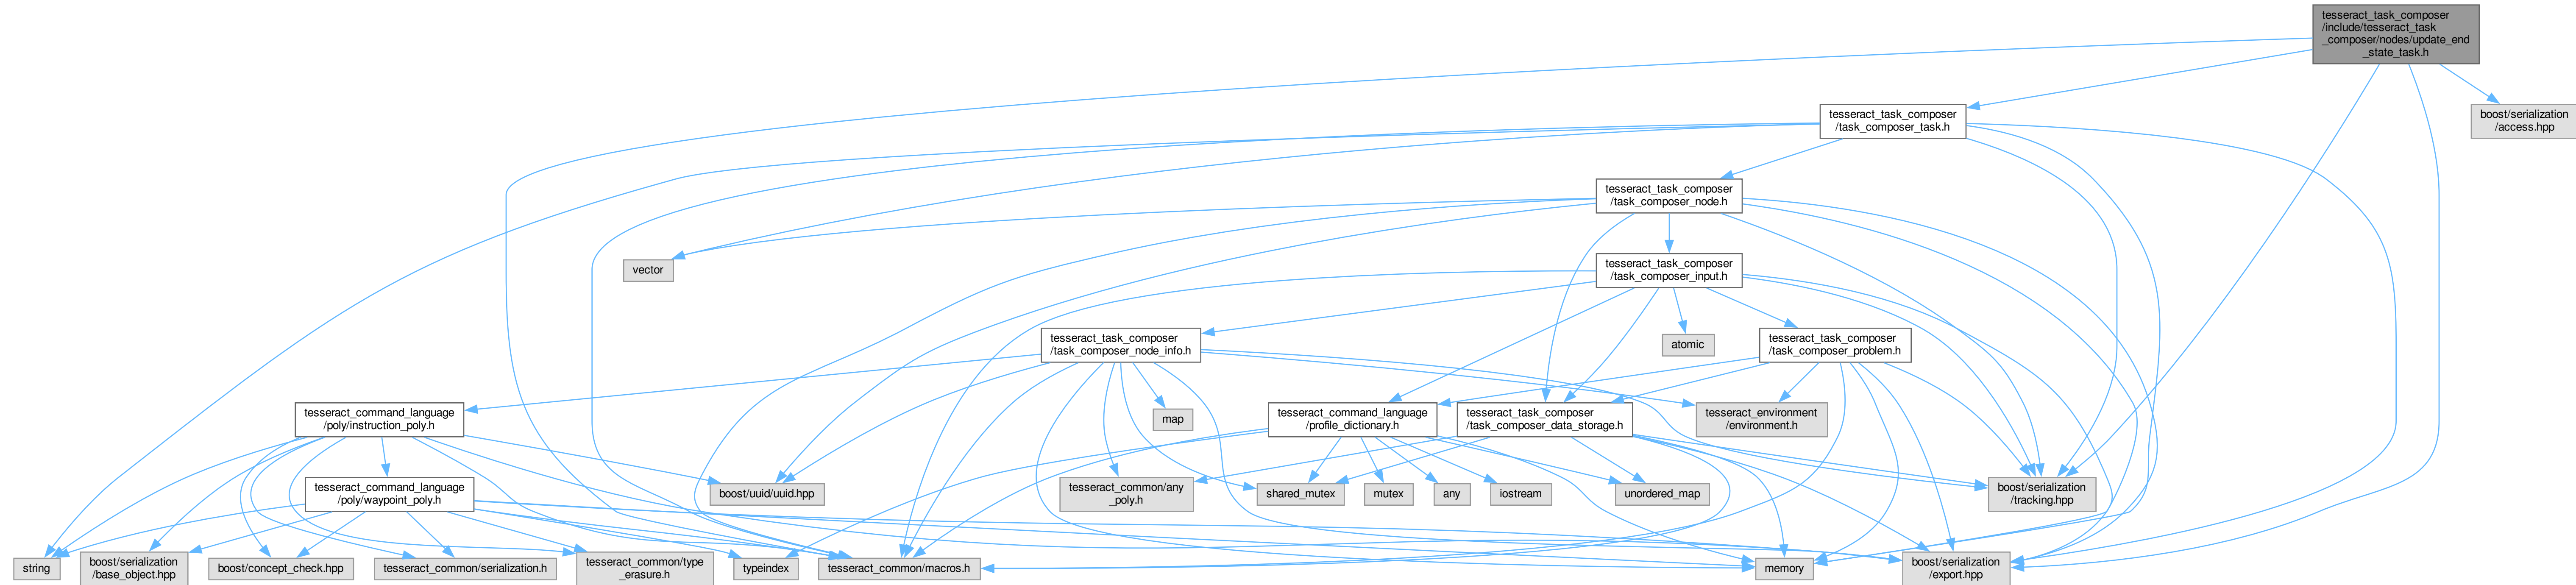 tesseract_task_composer
/include/tesseract_task
_composer/nodes/update_end
_state_task.h
tesseract_task_composer
/task_composer_task.h
boost/serialization
/access.hpp
tesseract_task_composer
/task_composer_node.h
vector
tesseract_task_composer
/task_composer_input.h
tesseract_task_composer
/task_composer_node_info.h
atomic
tesseract_task_composer
/task_composer_problem.h
tesseract_command_language
/poly/instruction_poly.h
map
tesseract_command_language
/profile_dictionary.h
tesseract_task_composer
/task_composer_data_storage.h
tesseract_environment
/environment.h
tesseract_command_language
/poly/waypoint_poly.h
boost/uuid/uuid.hpp
tesseract_common/any
_poly.h
shared_mutex
mutex
any
iostream
unordered_map
boost/serialization
/tracking.hpp
string
boost/serialization
/base_object.hpp
boost/concept_check.hpp
tesseract_common/serialization.h
tesseract_common/type
_erasure.h
typeindex
tesseract_common/macros.h
memory
boost/serialization
/export.hpp